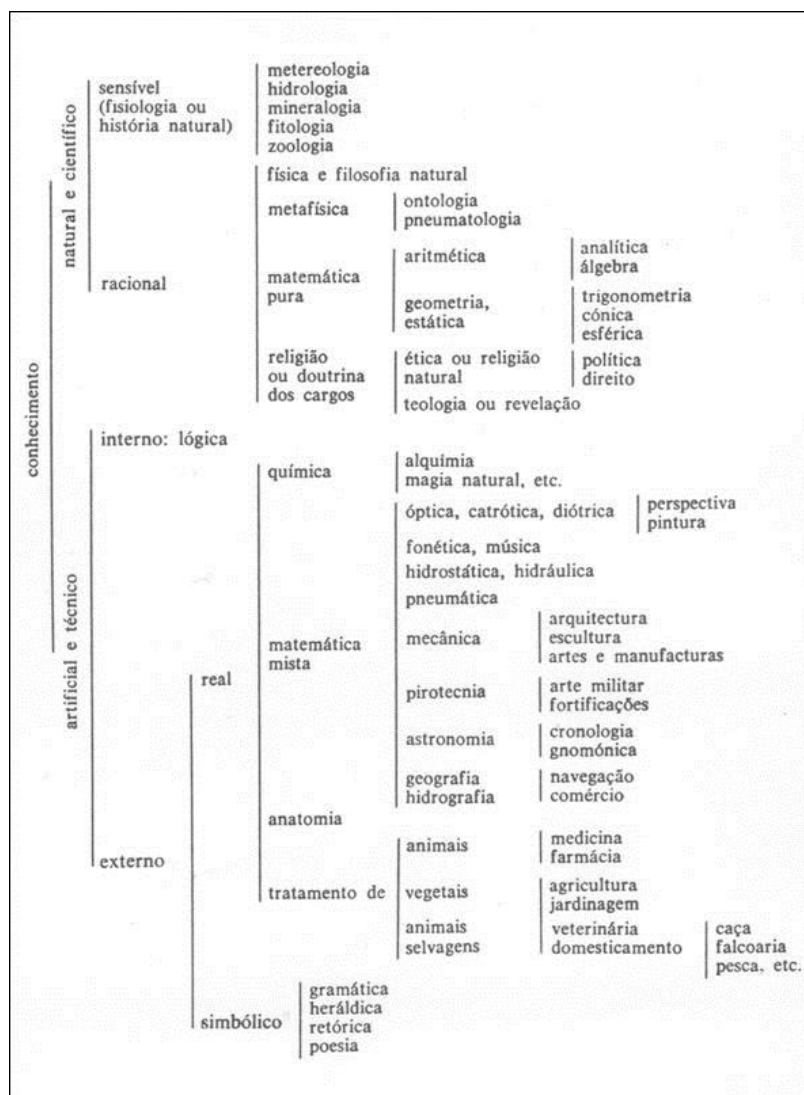 conhecimento
natural e científico
sensível
(fisiologia ou
história natural)
metereologia
hidrologia
mineralogia
fitologia
zoologia
racional
física e filosofia natural
metafísica
ontologia
pneumatologia
matemática
pura
aritmética
analítica
álgebra
geometria,
estática
trigonometria
cónica
esférica
religião
ou doutrina
dos cargos
ética ou religião
natural
política
direito
teologia ou revelação
artificial e técnico
interno: lógica
externo
real
química
alquímia
magia natural, etc.
matemática
mista
óptica, catrótica, diótrica
perspectiva
pintura
fonética, música
hidrostática, hidráulica
pneumática
mecânica
arquitectura
escultura
artes e manufacturas
pirotecnia
arte militar
fortificações
astronomia
cronologia
gnomónica
geografia
hidrografia
navegação
comércio
anatomia
tratamento de
animais
medicina
farmácia
vegetais
agricultura
jardinagem
animais
selvagens
veterinária
domesticamento
caça
falcoaria
pesca, etc.
simbólico
gramática
heráldica
retórica
poesia